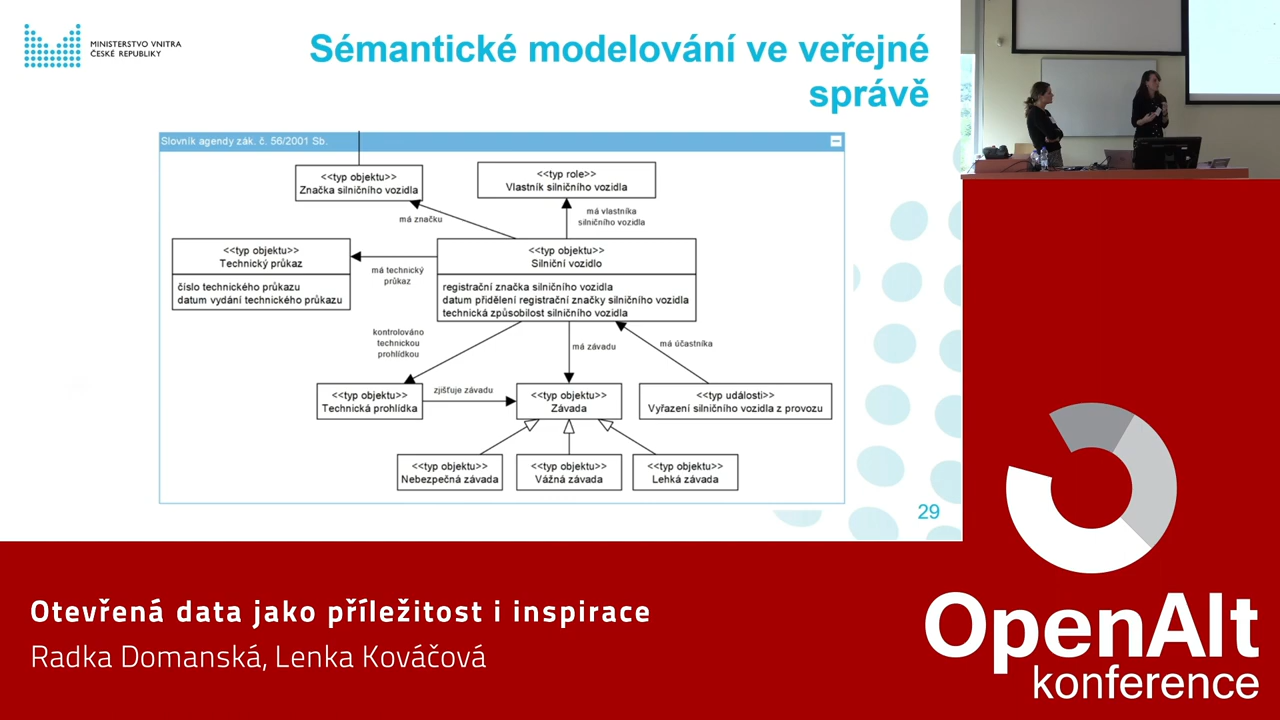 MINISTERSTVO VNITRA
ČESKÉ REPUBLIKY
Sémantické modelování ve veřejné
správě
Slovník agendy zák. č. 56/2001 Sb.
<<typ objektu>>
Značka silničního vozidla
<<typ role>>
Vlastník silničního vozidla
má značku
má vlastníka
silničního vozidla
<<typ objektu>>
Technický průkaz
číslo technického průkazu
datum vydání technického průkazu
má technický
průkaz
<<typ objektu>>
Silniční vozidlo
registrační značka silničního vozidla
datum přidělení registrační značky silničního vozidla
technická způsobilost silničního vozidla
kontrolováno
technickou
prohlídkou
má závadu
má účastníka
<<typ objektu>>
Technická prohlídka
zjišťuje závadu
<<typ objektu>>
Závada
<<typ události>>
Vyřazení silničního vozidla z provozu
<<typ objektu>>
Nebezpečná závada
<<typ objektu>>
Vážná závada
<<typ objektu>>
Lehká závada
29
Otevřená data jako příležitost i inspirace
Radka Domanská, Lenka Kováčová
OpenAlt
konference